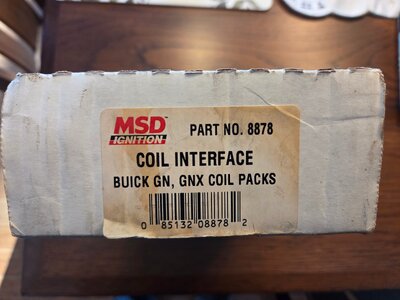 MSD
IGNITION
PART NO. 8878
COIL INTERFACE
BUICK GN, GNX COIL PACKS
0 85132 08878 2